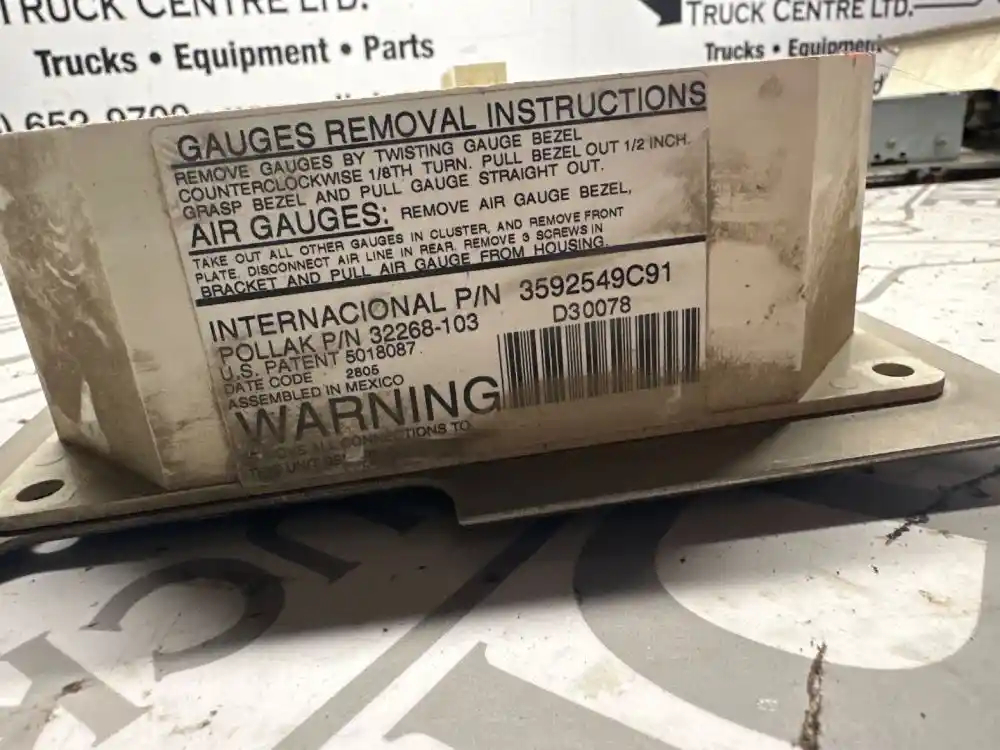 TRUCK CENTRE LTD.
Trucks • Equipment • Parts
TRUCK CENTRE LTD.
Trucks • Equipment
GAUGES REMOVAL INSTRUCTIONS
REMOVE GAUGES BY TWISTING GAUGE BEZEL
COUNTERCLOCKWISE 1/8TH TURN. PULL BEZEL OUT 1/2 INCH.
GRASP BEZEL AND PULL GAUGE STRAIGHT OUT.
AIR GAUGES: REMOVE AIR GAUGE BEZEL,
TAKE OUT ALL OTHER GAUGES IN CLUSTER, AND REMOVE FRONT
PLATE. DISCONNECT AIR LINE IN REAR. REMOVE 3 SCREWS IN
BRACKET AND PULL AIR GAUGE FROM HOUSING.
INTERNACIONAL P/N 3592549C91
POLLAK P/N 32268-103
D30078
U.S. PATENT 5018087
DATE CODE 2805
ASSEMBLED IN MEXICO
WARNING
ALL CONNECTIONS TO